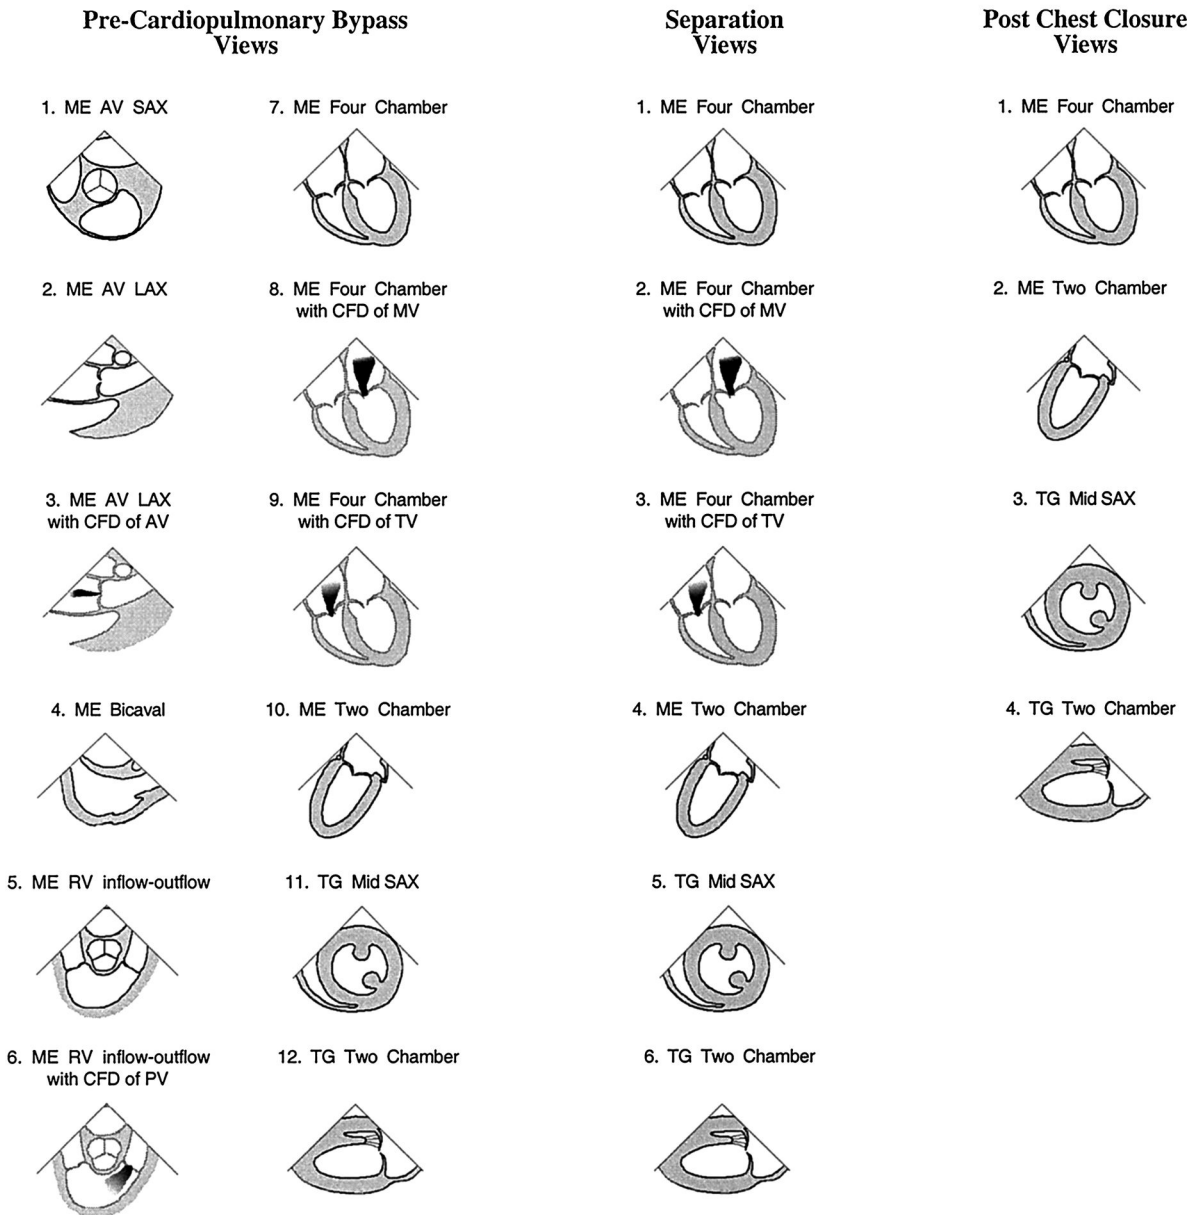 Pre-Cardiopulmonary Bypass
Views
1. ME AV SAX
2. ME AV LAX
3. ME AV LAX
with CFD of AV
4. ME Bicaval
5. ME RV inflow-outflow
6. ME RV inflow-outflow
with CFD of PV
7. ME Four Chamber
8. ME Four Chamber
with CFD of MV
9. ME Four Chamber
with CFD of TV
10. ME Two Chamber
11. TG Mid SAX
12. TG Two Chamber
Separation
Views
1. ME Four Chamber
2. ME Four Chamber
with CFD of MV
3. ME Four Chamber
with CFD of TV
4. ME Two Chamber
5. TG Mid SAX
6. TG Two Chamber
Post Chest Closure
Views
1. ME Four Chamber
2. ME Two Chamber
3. TG Mid SAX
4. TG Two Chamber